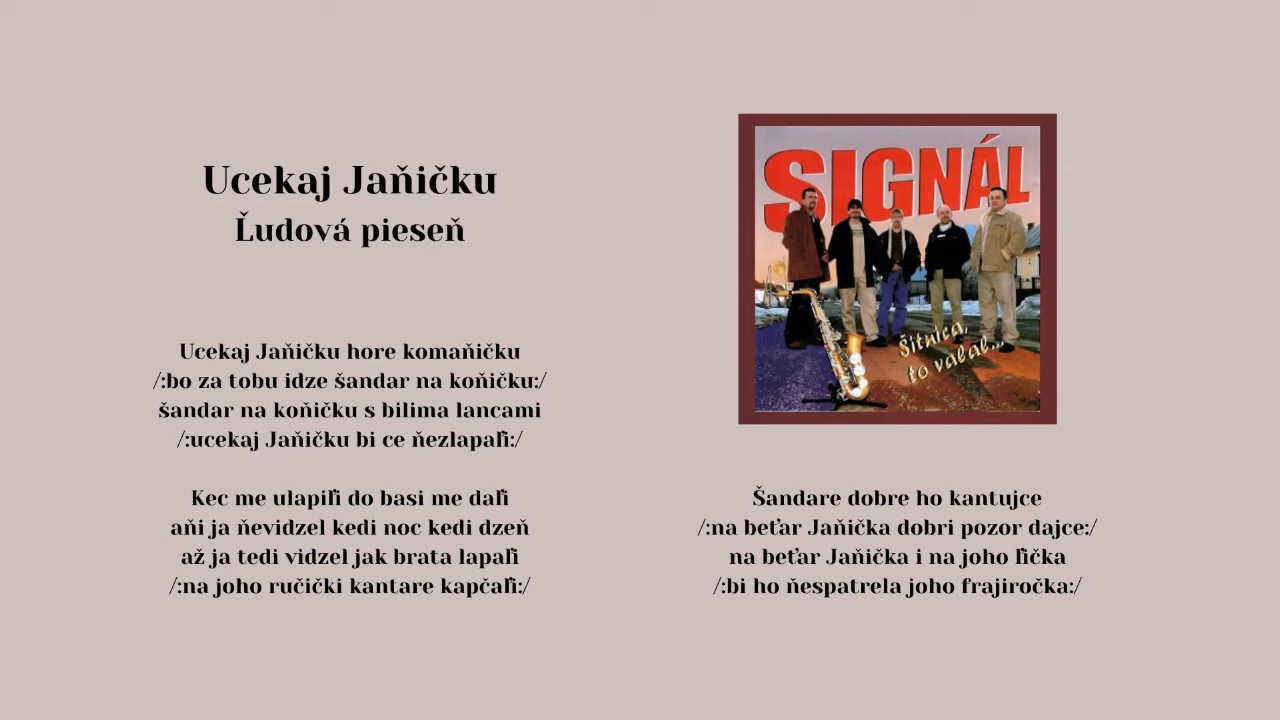 Ucekaj Jaňičku
Ľudová pieseň
Ucekaj Jaňičku hore komaňičku
/:bo za tobu idze šandar na koňičku:/
šandar na koňičku s bilima lancami
/:ucekaj Jaňičku bi ce ňezlapaľi:/
Kec me ulapiľi do basi me daľi
aňi ja ňevidzel kedi noc kedi dzeň
až ja tedi vidzel jak brata lapaľi
/:na joho ručički kantare kapčaľi:/
SIGNÁL
Šitnica,
to valal...
Šandare dobre ho kantujce
/:na beťar Jaňička dobri pozor dajce:/
na beťar Jaňička i na joho ľička
/:bi ho ňespatrela joho frajiročka:/